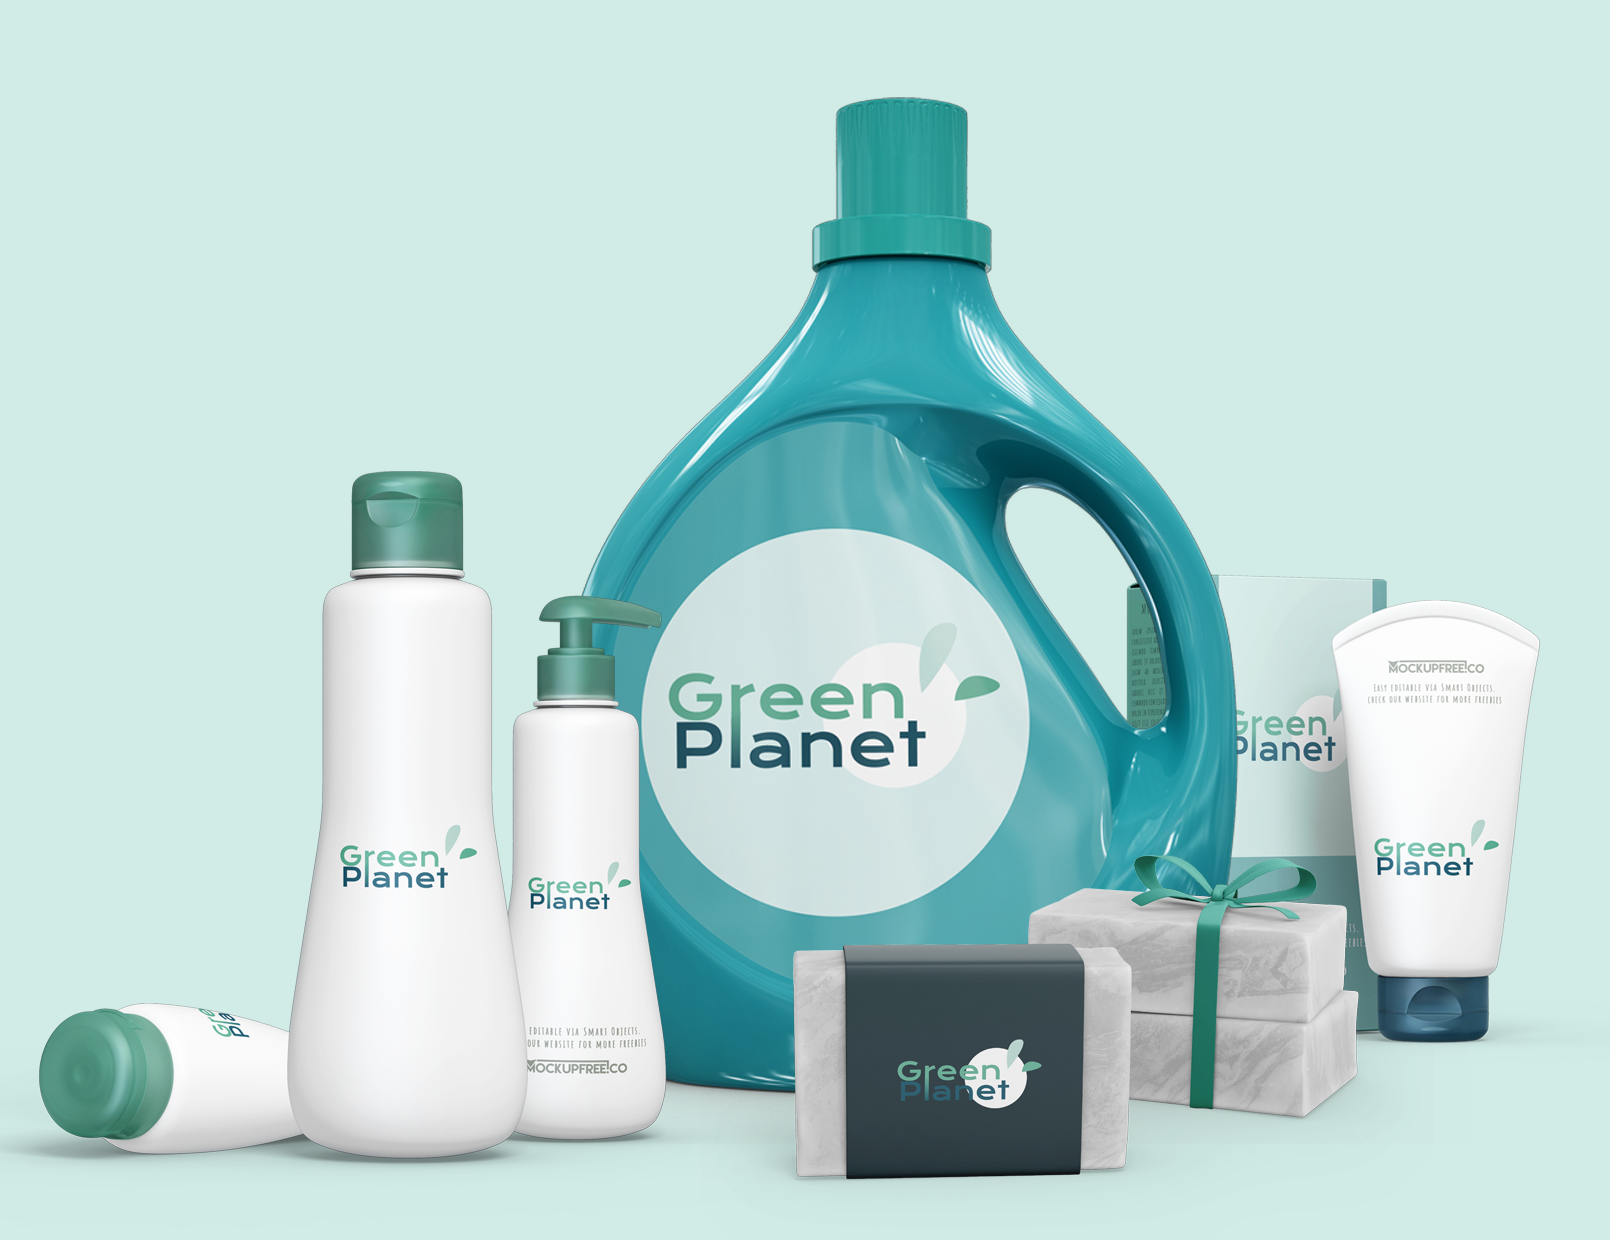 Green
Planet
Green
Planet
MOCKUPFREE.CO
Easy editable via Smart Objects.
check our website for more freebies
Green
Planet
Green
Planet
Green
Planet
editable via Smart Objects.
our website for more freebies
MOCKUPFREE.CO
Green
Planet